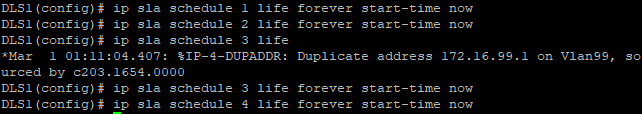 DLS1(config)# ip sla schedule 1 life forever start-time now
DLS1(config)# ip sla schedule 2 life forever start-time now
DLS1(config)# ip sla schedule 3 life
*Mar  1 01:11:04.407: %IP-4-DUPADDR: Duplicate address 172.16.99.1 on Vlan99, so
urced by c203.1654.0000
DLS1(config)# ip sla schedule 3 life forever start-time now
DLS1(config)# ip sla schedule 4 life forever start-time now